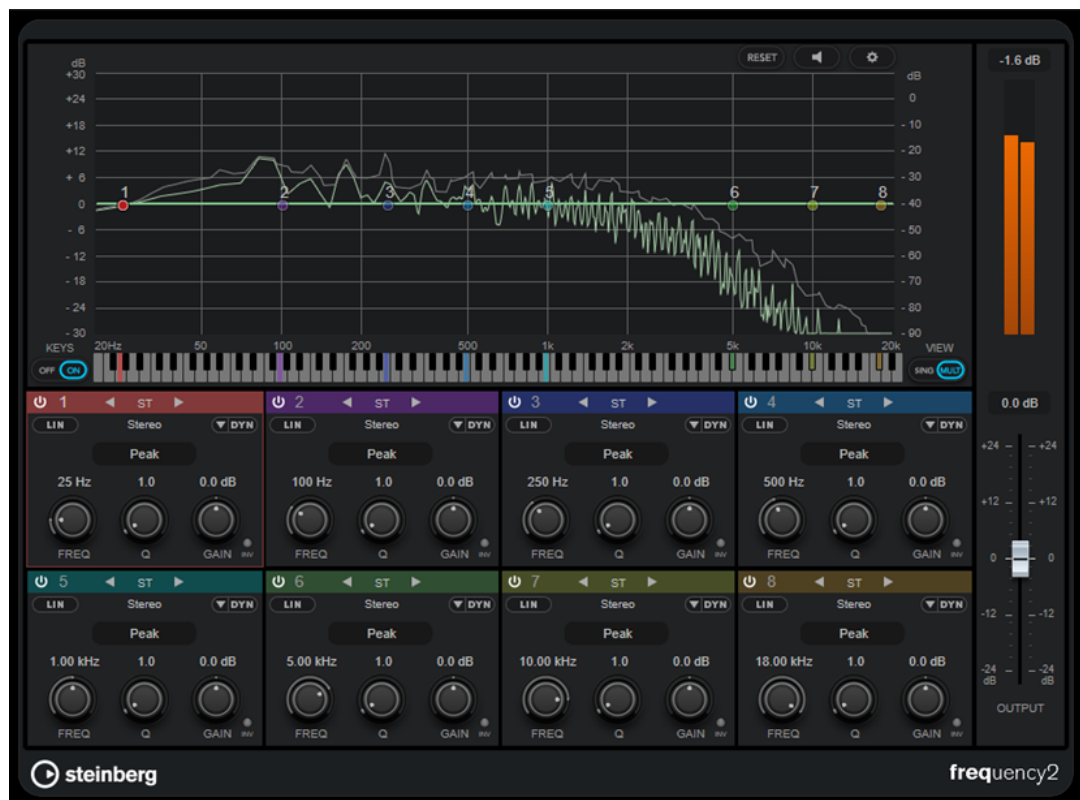 RESET
-1.6 dB
dB
+30
+24
+18
+12
+ 6
0
- 6
- 12
- 18
- 24
- 30
1 2 3 4 5 6 7 8
dB
0
- 10
- 20
- 30
- 40
- 50
- 60
- 70
- 80
- 90
KEYS
OFF ON
20Hz 50 100 200 500 1k 2k 5k 10k 20k
VIEW
SING MULT
1 ST
LIN Stereo DYN
Peak
25 Hz 1.0 0.0 dB
FREQ Q GAIN INV
2 ST
LIN Stereo DYN
Peak
100 Hz 1.0 0.0 dB
FREQ Q GAIN INV
3 ST
LIN Stereo DYN
Peak
250 Hz 1.0 0.0 dB
FREQ Q GAIN INV
4 ST
LIN Stereo DYN
Peak
500 Hz 1.0 0.0 dB
FREQ Q GAIN INV
5 ST
LIN Stereo DYN
Peak
1.00 kHz 1.0 0.0 dB
FREQ Q GAIN INV
6 ST
LIN Stereo DYN
Peak
5.00 kHz 1.0 0.0 dB
FREQ Q GAIN INV
7 ST
LIN Stereo DYN
Peak
10.00 kHz 1.0 0.0 dB
FREQ Q GAIN INV
8 ST
LIN Stereo DYN
Peak
18.00 kHz 1.0 0.0 dB
FREQ Q GAIN INV
0.0 dB
+24 +24
+12 +12
0 0
-12 -12
-24 -24
dB dB
OUTPUT
steinberg
frequency2